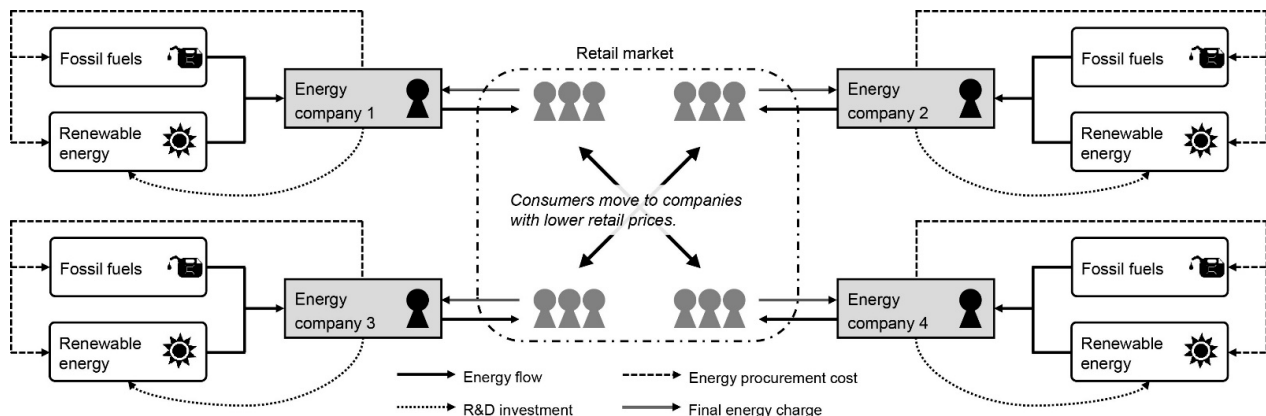 Retail market
Fossil fuels
Energy
company 1
Renewable
energy
Energy
company 2
Fossil fuels
Renewable
energy
Consumers move to companies
with lower retail prices.
Fossil fuels
Energy
company 3
Renewable
energy
Energy
company 4
Fossil fuels
Renewable
energy
Energy flow
Energy procurement cost
R&D investment
Final energy charge